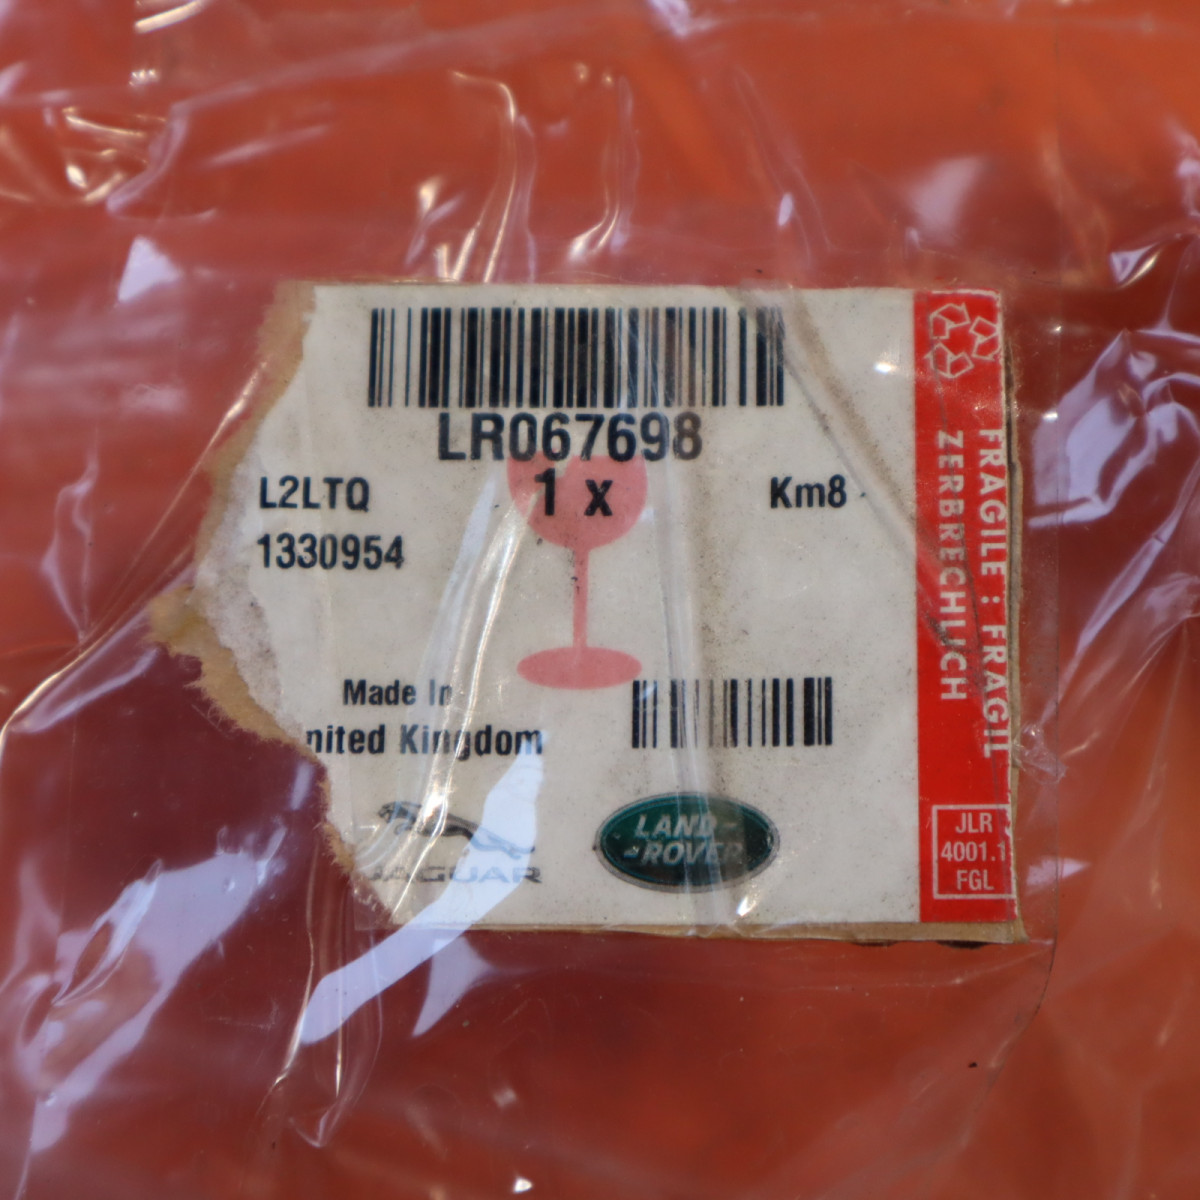 LR067698
L2LTQ 1 x Km8
1330954
Made In
nited Kingdom
JAGUAR
LAND-
-ROVER
FRAGILE : FRAGIL
ZERBRECHLICH
JLR
4001.1
FGL